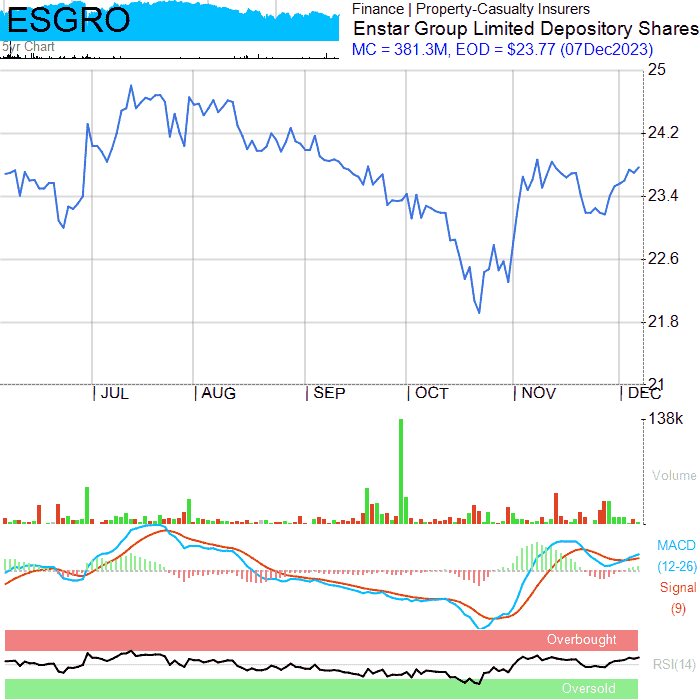 ESGRO
5yr Chart
Finance | Property-Casualty Insurers
Enstar Group Limited Depository Shares
MC = 381.3M, EOD = $23.77 (07Dec2023)
25
24.2
23.4
22.6
21.8
21
JUL AUG SEP OCT NOV DEC
138k
Volume
MACD
(12-26)
Signal
(9)
Overbought
RSI(14)
Oversold